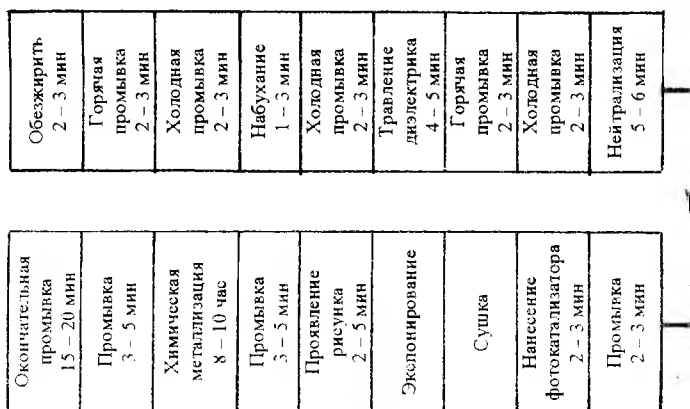 Обезжирить
2 – 3 мин
Горячая
промывка
2 – 3 мин
Холодная
промывка
2 – 3 мин
Набухание
1 – 3 мин
Холодная
промывка
2 – 3 мин
Травление
диэлектрика
4 – 5 мин
Горячая
промывка
2 – 3 мин
Холодная
промывка
2 – 3 мин
Нейтрализация
5 – 6 мин
Окончательная
промывка
15 – 20 мин
Промывка
3 – 5 мин
Химическая
металлизация
8 – 10 час
Промывка
3 – 5 мин
Проявление
рисунка
2 – 5 мин
Экспонирование
Сушка
Нанесение
фотокатализатора
2 – 3 мин
Промывка
2 – 3 мин